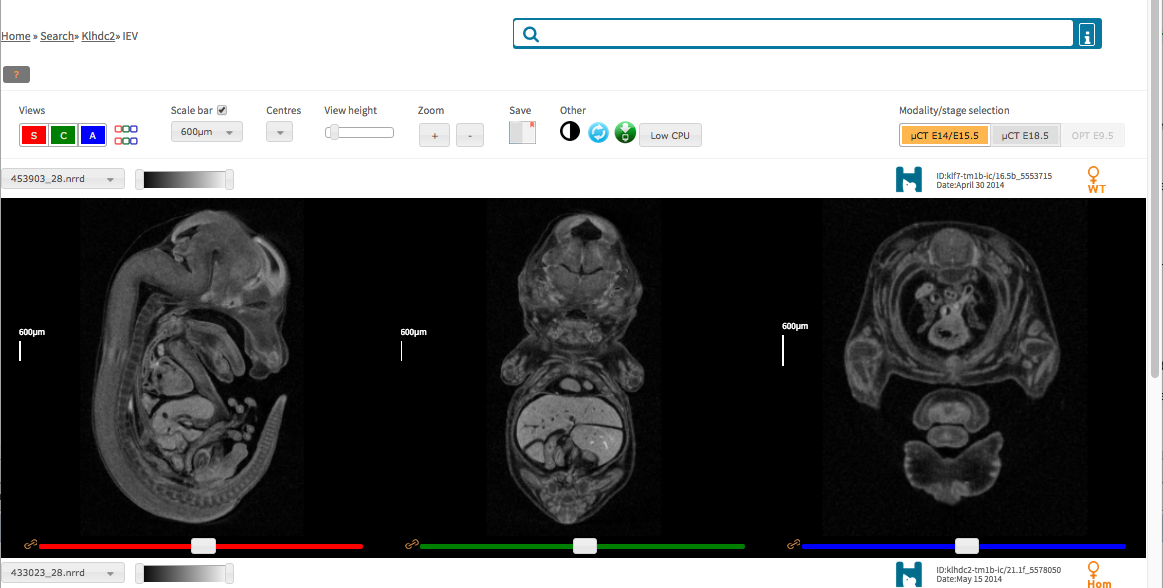 Home » Search» Klhdc2» IEV
i
?
Views
Scale bar
Centres
View height
Zoom
Save
Other
Modality/stage selection
S C A
600µm
+ -
Low CPU
µCT E14/E15.5 µCT E18.5 OPT E9.5
453903_28.nrrd
ID:klf7-tm1b-ic/16.5b_5553715
Date:April 30 2014
WT
600µm
600µm
600µm
433023_28.nrrd
ID:klhdc2-tm1b-ic/21.1f_5578050
Date:May 15 2014
Hom